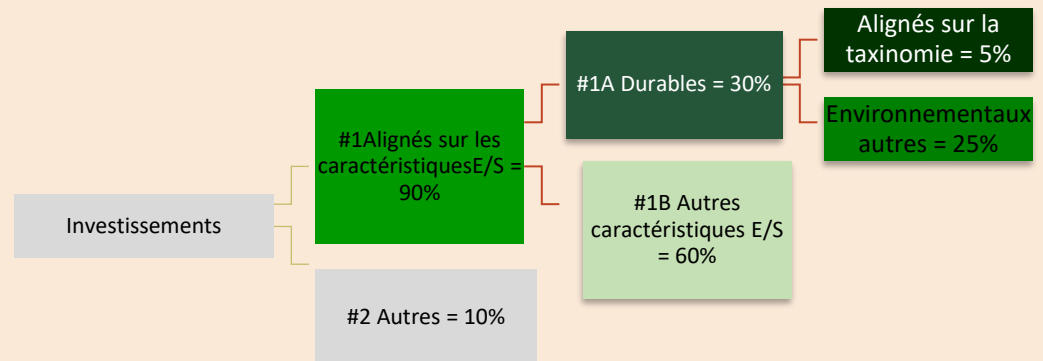 Investissements
#1Alignés sur les
caractéristiquesE/S =
90%
#2 Autres = 10%
#1A Durables = 30%
#1B Autres
caractéristiques E/S
= 60%
Alignés sur la
taxinomie = 5%
Environnementaux
autres = 25%